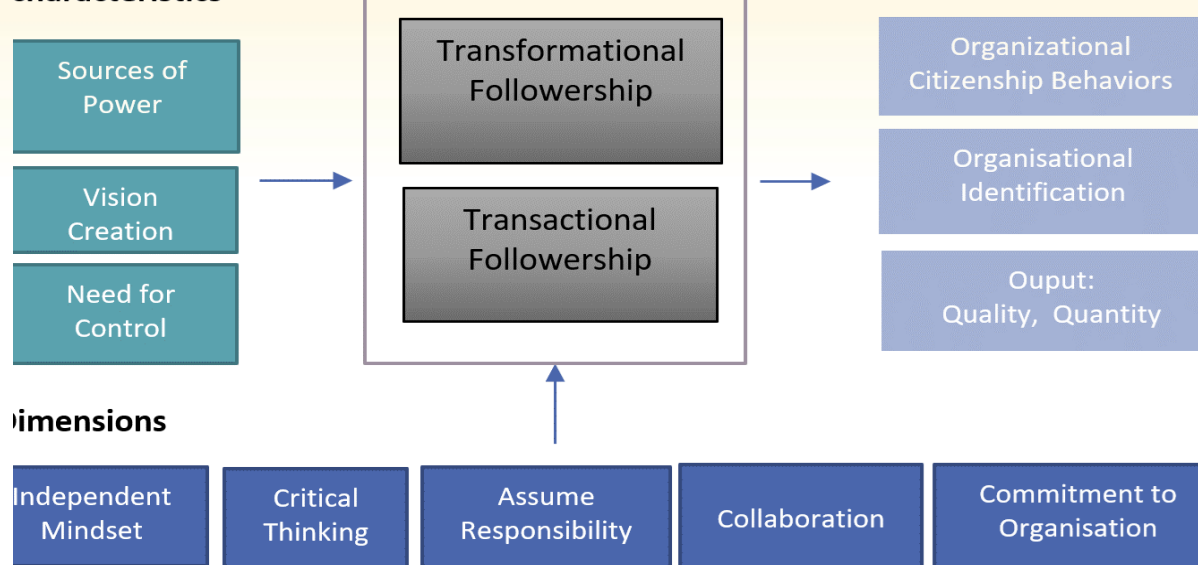 Sources of
Power
Vision
Creation
Need for
Control
Transformational
Followership
Transactional
Followership
Organizational
Citizenship Behaviors
Organisational
Identification
Ouput:
Quality, Quantity
Dimensions
Independent
Mindset
Critical
Thinking
Assume
Responsibility
Collaboration
Commitment to
Organisation